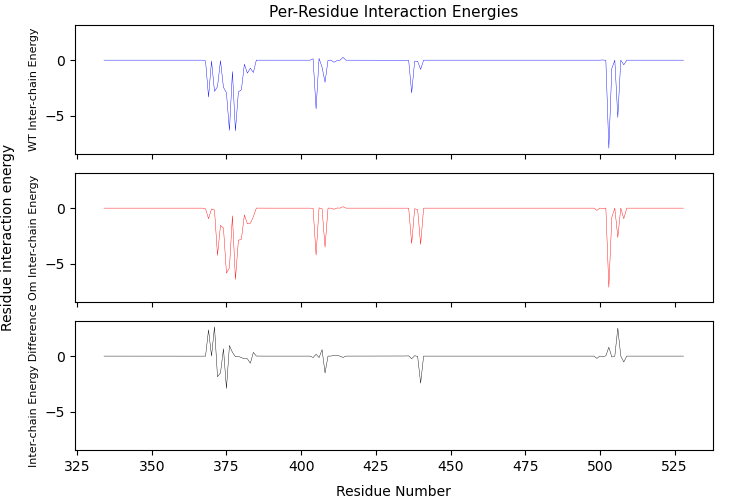 Per-Residue Interaction Energies
Residue interaction energy
WT Inter-chain Energy
0
−5
Om Inter-chain Energy
0
−5
Inter-chain Energy Difference
0
−5
325 350 375 400 425 450 475 500 525
Residue Number